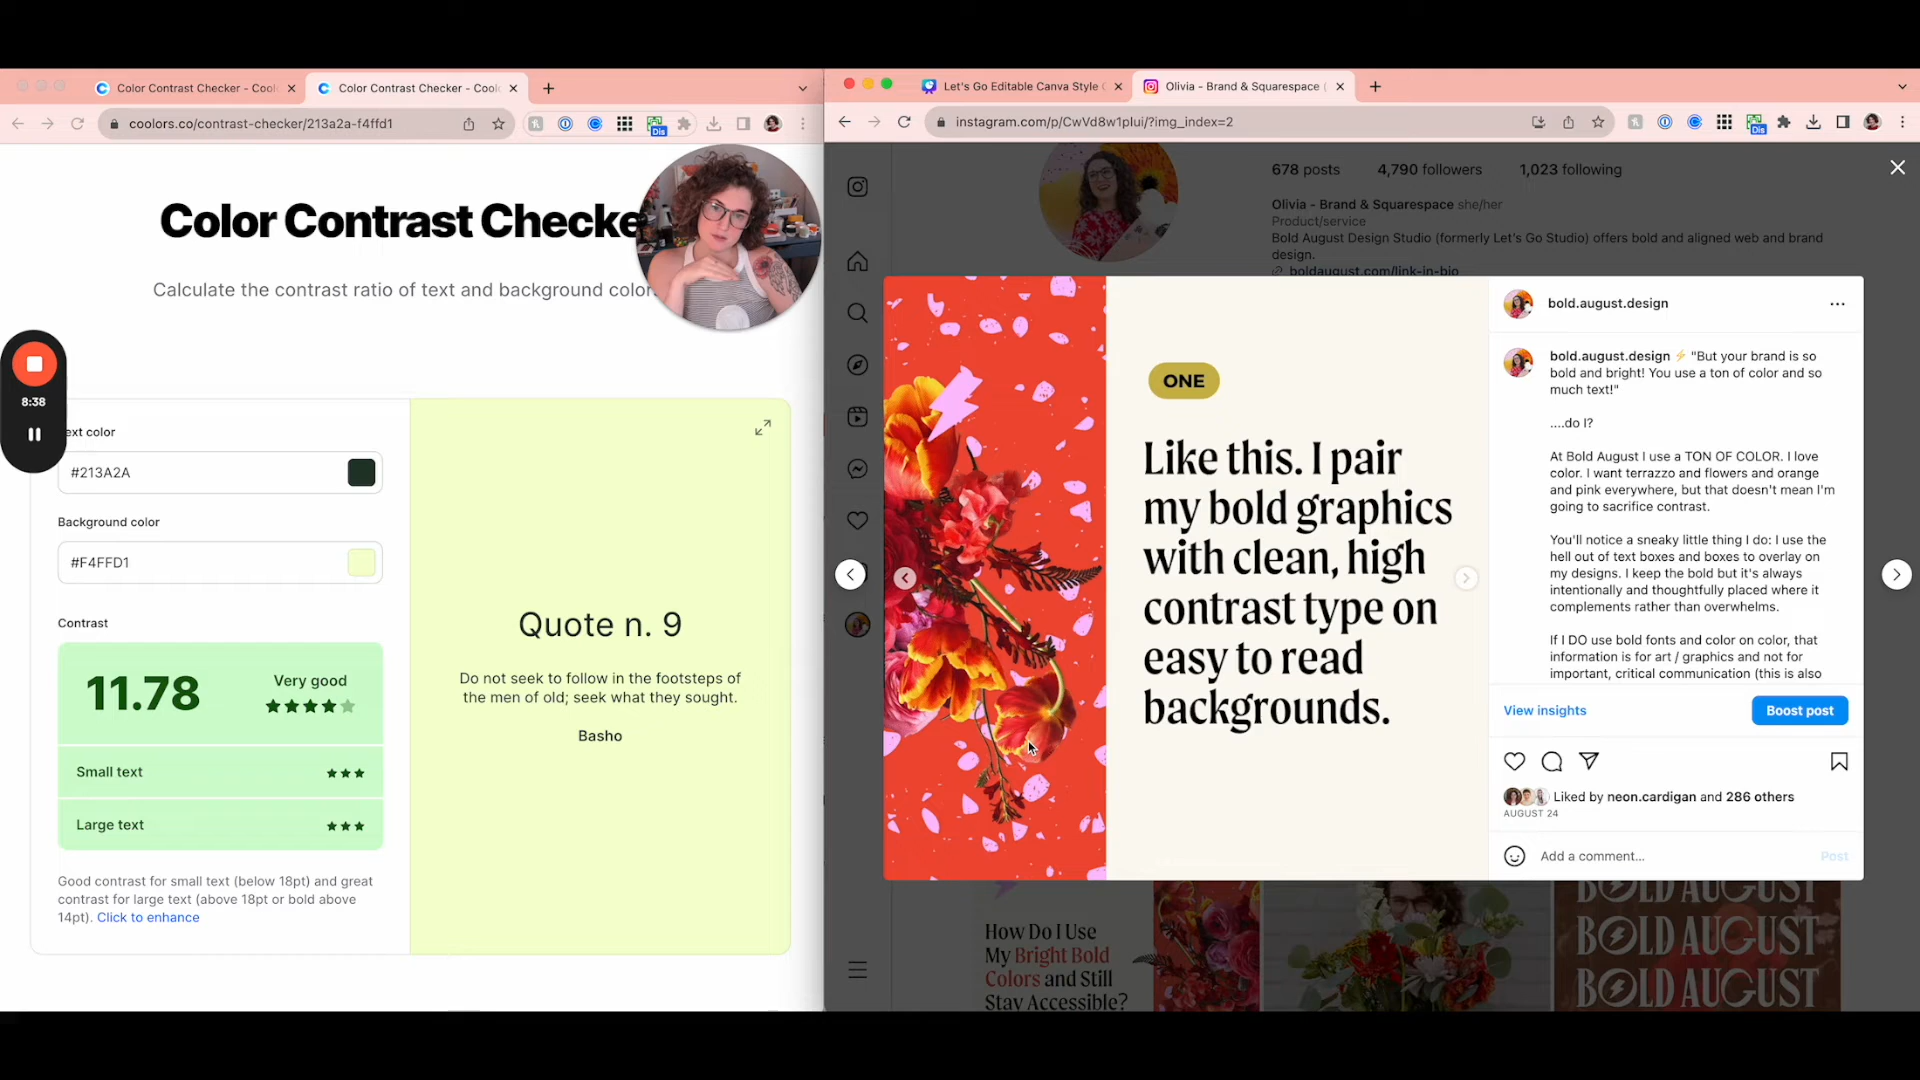 Color Contrast Checker - Cool
Color Contrast Checker - Cool
coolors.co/contrast-checker/213a2a-f4ffd1
Dis
Color Contrast Checke
Calculate the contrast ratio of text and background color
8:38
ext color
#213A2A
Background color
#F4FFD1
Contrast
11.78
Very good
Small text
Large text
Good contrast for small text (below 18pt) and great
contrast for large text (above 18pt or bold above
14pt). Click to enhance
Quote n. 9
Do not seek to follow in the footsteps of
the men of old; seek what they sought.
Basho
Let's Go Editable Canva Style
Olivia - Brand & Squarespace
instagram.com/p/CwVd8w1pIui/?img_index=2
Dis
678 posts 4,790 followers 1,023 following
Olivia - Brand & Squarespace she/her
Product/service
Bold August Design Studio (formerly Let's Go Studio) offers bold and aligned web and brand
design.
boldaugust.com/link-in-bio
ONE
Like this. I pair
my bold graphics
with clean, high
contrast type on
easy to read
backgrounds.
bold.august.design
bold.august.design ⚡ "But your brand is so
bold and bright! You use a ton of color and so
much text!"
....do I?
At Bold August I use a TON OF COLOR. I love
color. I want terrazzo and flowers and orange
and pink everywhere, but that doesn't mean I'm
going to sacrifice contrast.
You'll notice a sneaky little thing I do: I use the
hell out of text boxes and boxes to overlay on
my designs. I keep the bold but it's always
intentionally and thoughtfully placed where it
complements rather than overwhelms.
If I DO use bold fonts and color on color, that
information is for art / graphics and not for
important, critical communication (this is also
View insights
Boost post
Liked by neon.cardigan and 286 others
AUGUST 24
Add a comment...
Post
How Do I Use
My Bright Bold
Colors and Still
Stay Accessible?
BOLD AUGUST
BOLD AUGUST
BOLD AUGUST